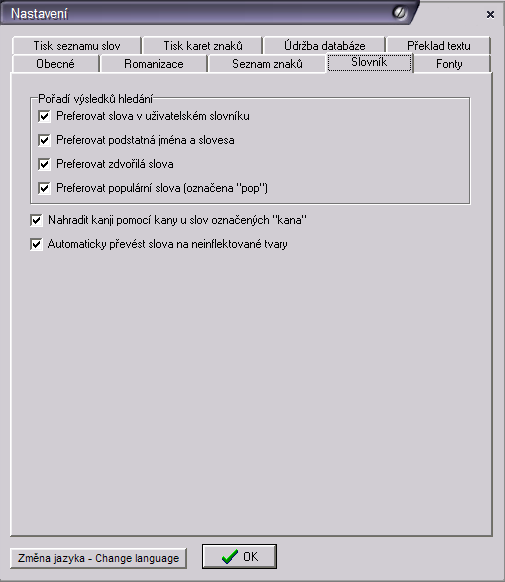 Nastavení
Tisk seznamu slov Tisk karet znaků Údržba databáze Překlad textu
Obecné Romanizace Seznam znaků Slovník Fonty
Pořadí výsledků hledání
Preferovat slova v uživatelském slovníku
Preferovat podstatná jména a slovesa
Preferovat zdvořilá slova
Preferovat populární slova (označena "pop")
Nahradit kanji pomocí kany u slov označených "kana"
Automaticky převést slova na neinflektované tvary
Změna jazyka - Change language OK